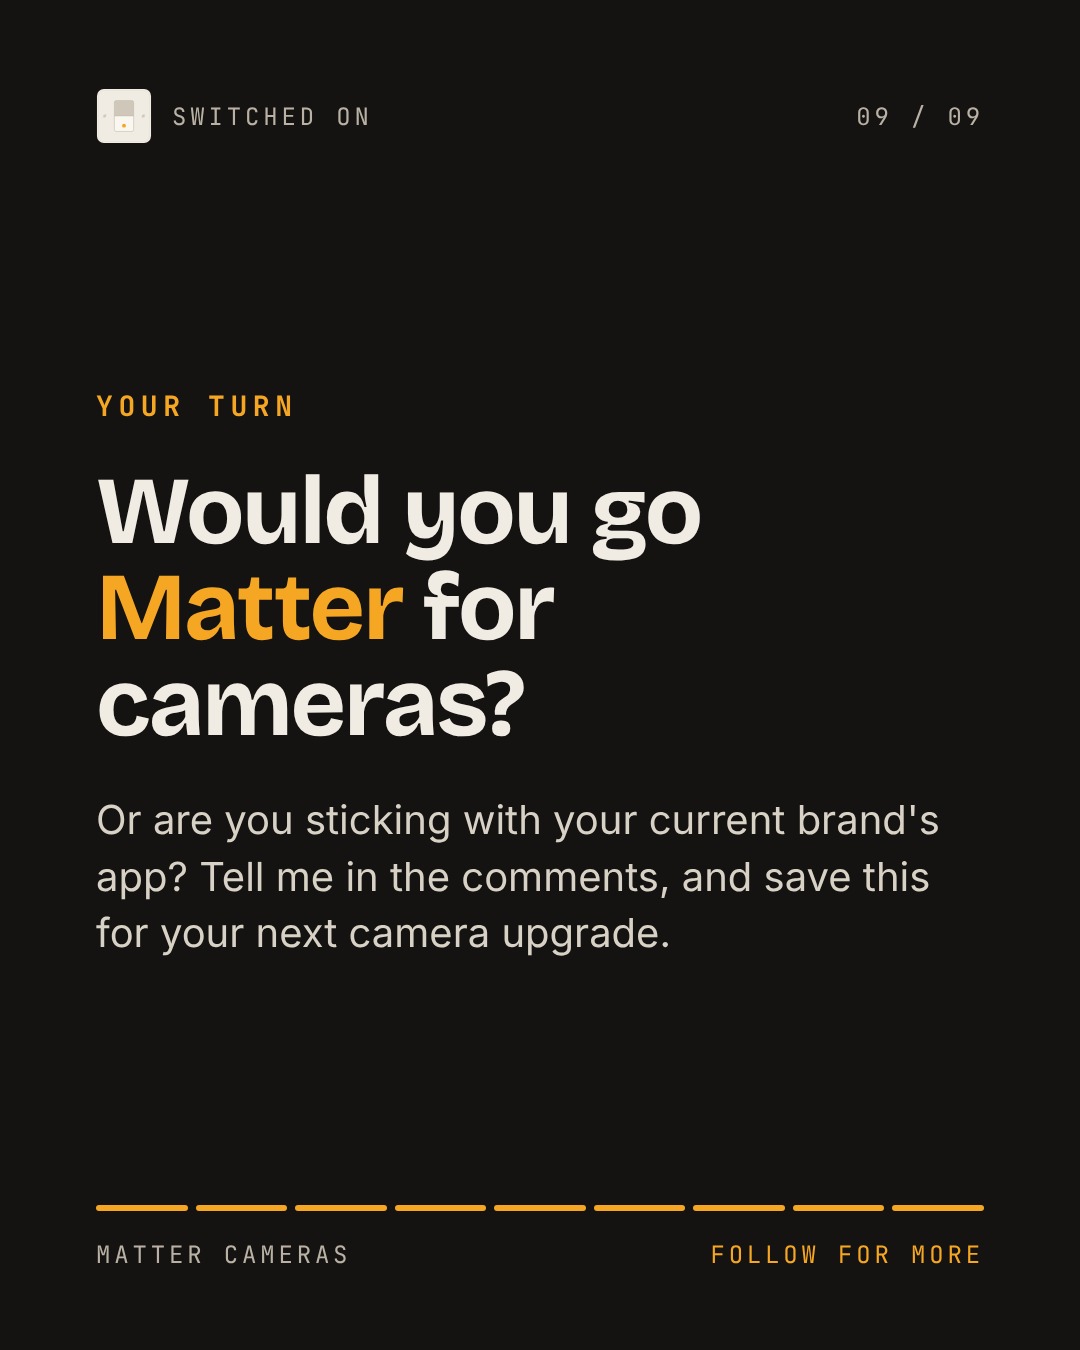 SWITCHED ON
09 / 09
YOUR TURN
Would you go
Matter for
cameras?
Or are you sticking with your current brand's
app? Tell me in the comments, and save this
for your next camera upgrade.
MATTER CAMERAS
FOLLOW FOR MORE